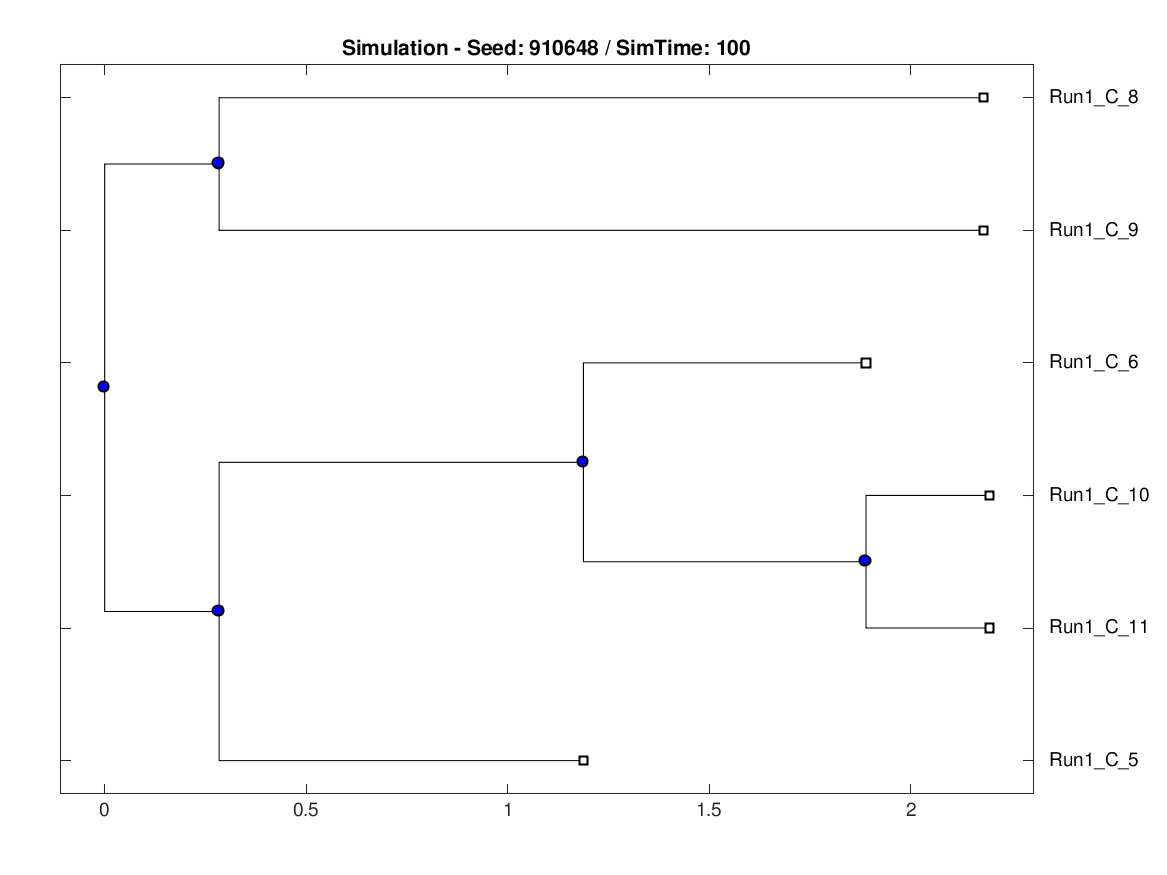 Simulation - Seed: 910648 / SimTime: 100
Run1_C_8
Run1_C_9
Run1_C_6
Run1_C_10
Run1_C_11
Run1_C_5
0 0.5 1 1.5 2